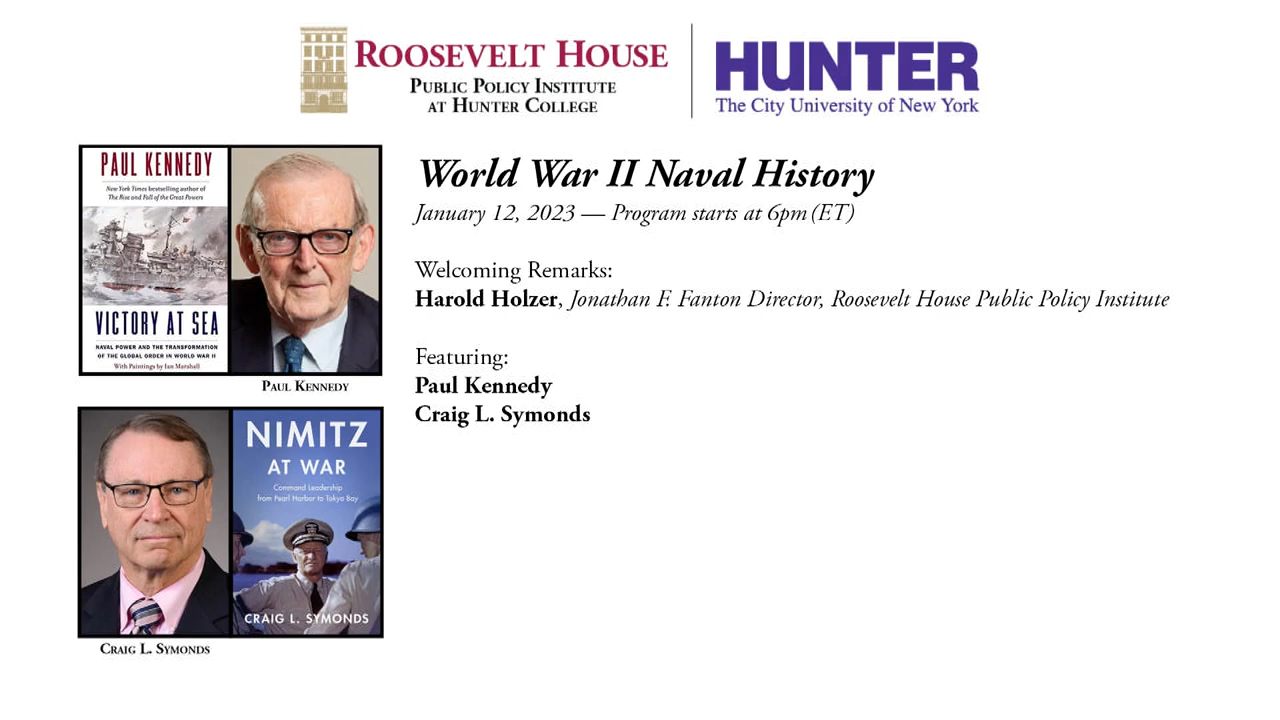 ROOSEVELT HOUSE
PUBLIC POLICY INSTITUTE
AT HUNTER COLLEGE
HUNTER
The City University of New York
PAUL KENNEDY
New York Times bestselling author of
The Rise and Fall of the Great Powers
VICTORY AT SEA
NAVAL POWER AND THE TRANSFORMATION
OF THE GLOBAL ORDER IN WORLD WAR II
With Paintings by Ian Marshall
PAUL KENNEDY
World War II Naval History
January 12, 2023 — Program starts at 6pm (ET)
Welcoming Remarks:
Harold Holzer, Jonathan F. Fanton Director, Roosevelt House Public Policy Institute
Featuring:
Paul Kennedy
Craig L. Symonds
NIMITZ
AT WAR
Command Leadership
from Pearl Harbor to Tokyo Bay
CRAIG L. SYMONDS
CRAIG L. SYMONDS